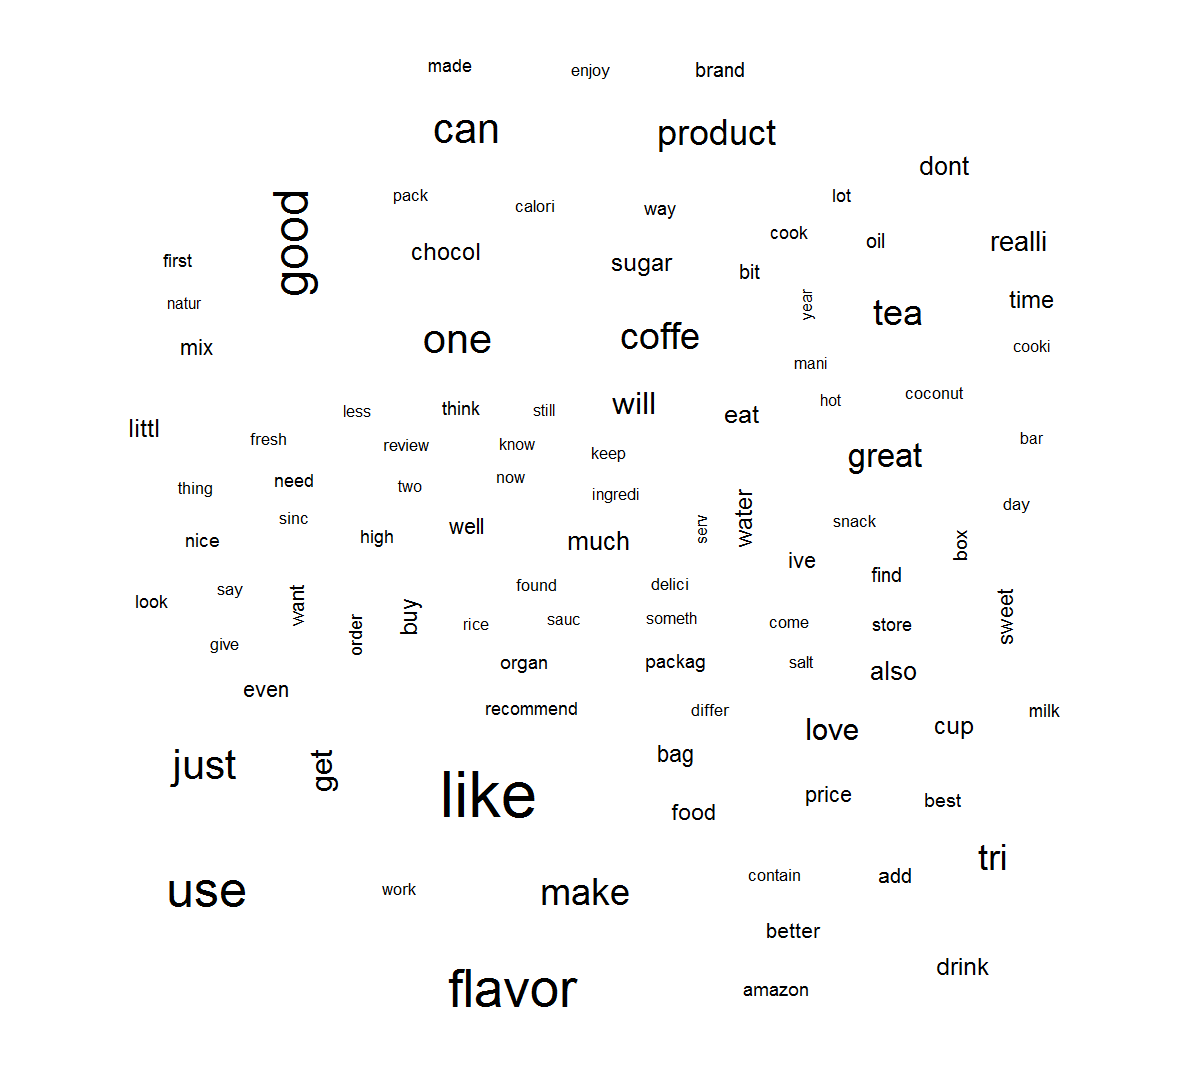 made
enjoy
brand
can
product
dont
good
pack
calori
way
lot
cook
oil
realli
first
chocol
sugar
bit
natur
year
tea
time
mix
one
coffe
mani
cooki
less
think
still
will
eat
hot
coconut
littl
fresh
review
know
keep
great
bar
thing
need
two
now
ingredi
water
day
sinc
nice
high
well
much
serv
snack
box
ive
find
look
say
want
order
buy
found
delici
sweet
give
rice
sauc
someth
come
store
even
organ
packag
salt
also
recommend
differ
love
cup
milk
just
get
like
bag
food
price
best
tri
use
work
make
contain
add
better
flavor
amazon
drink